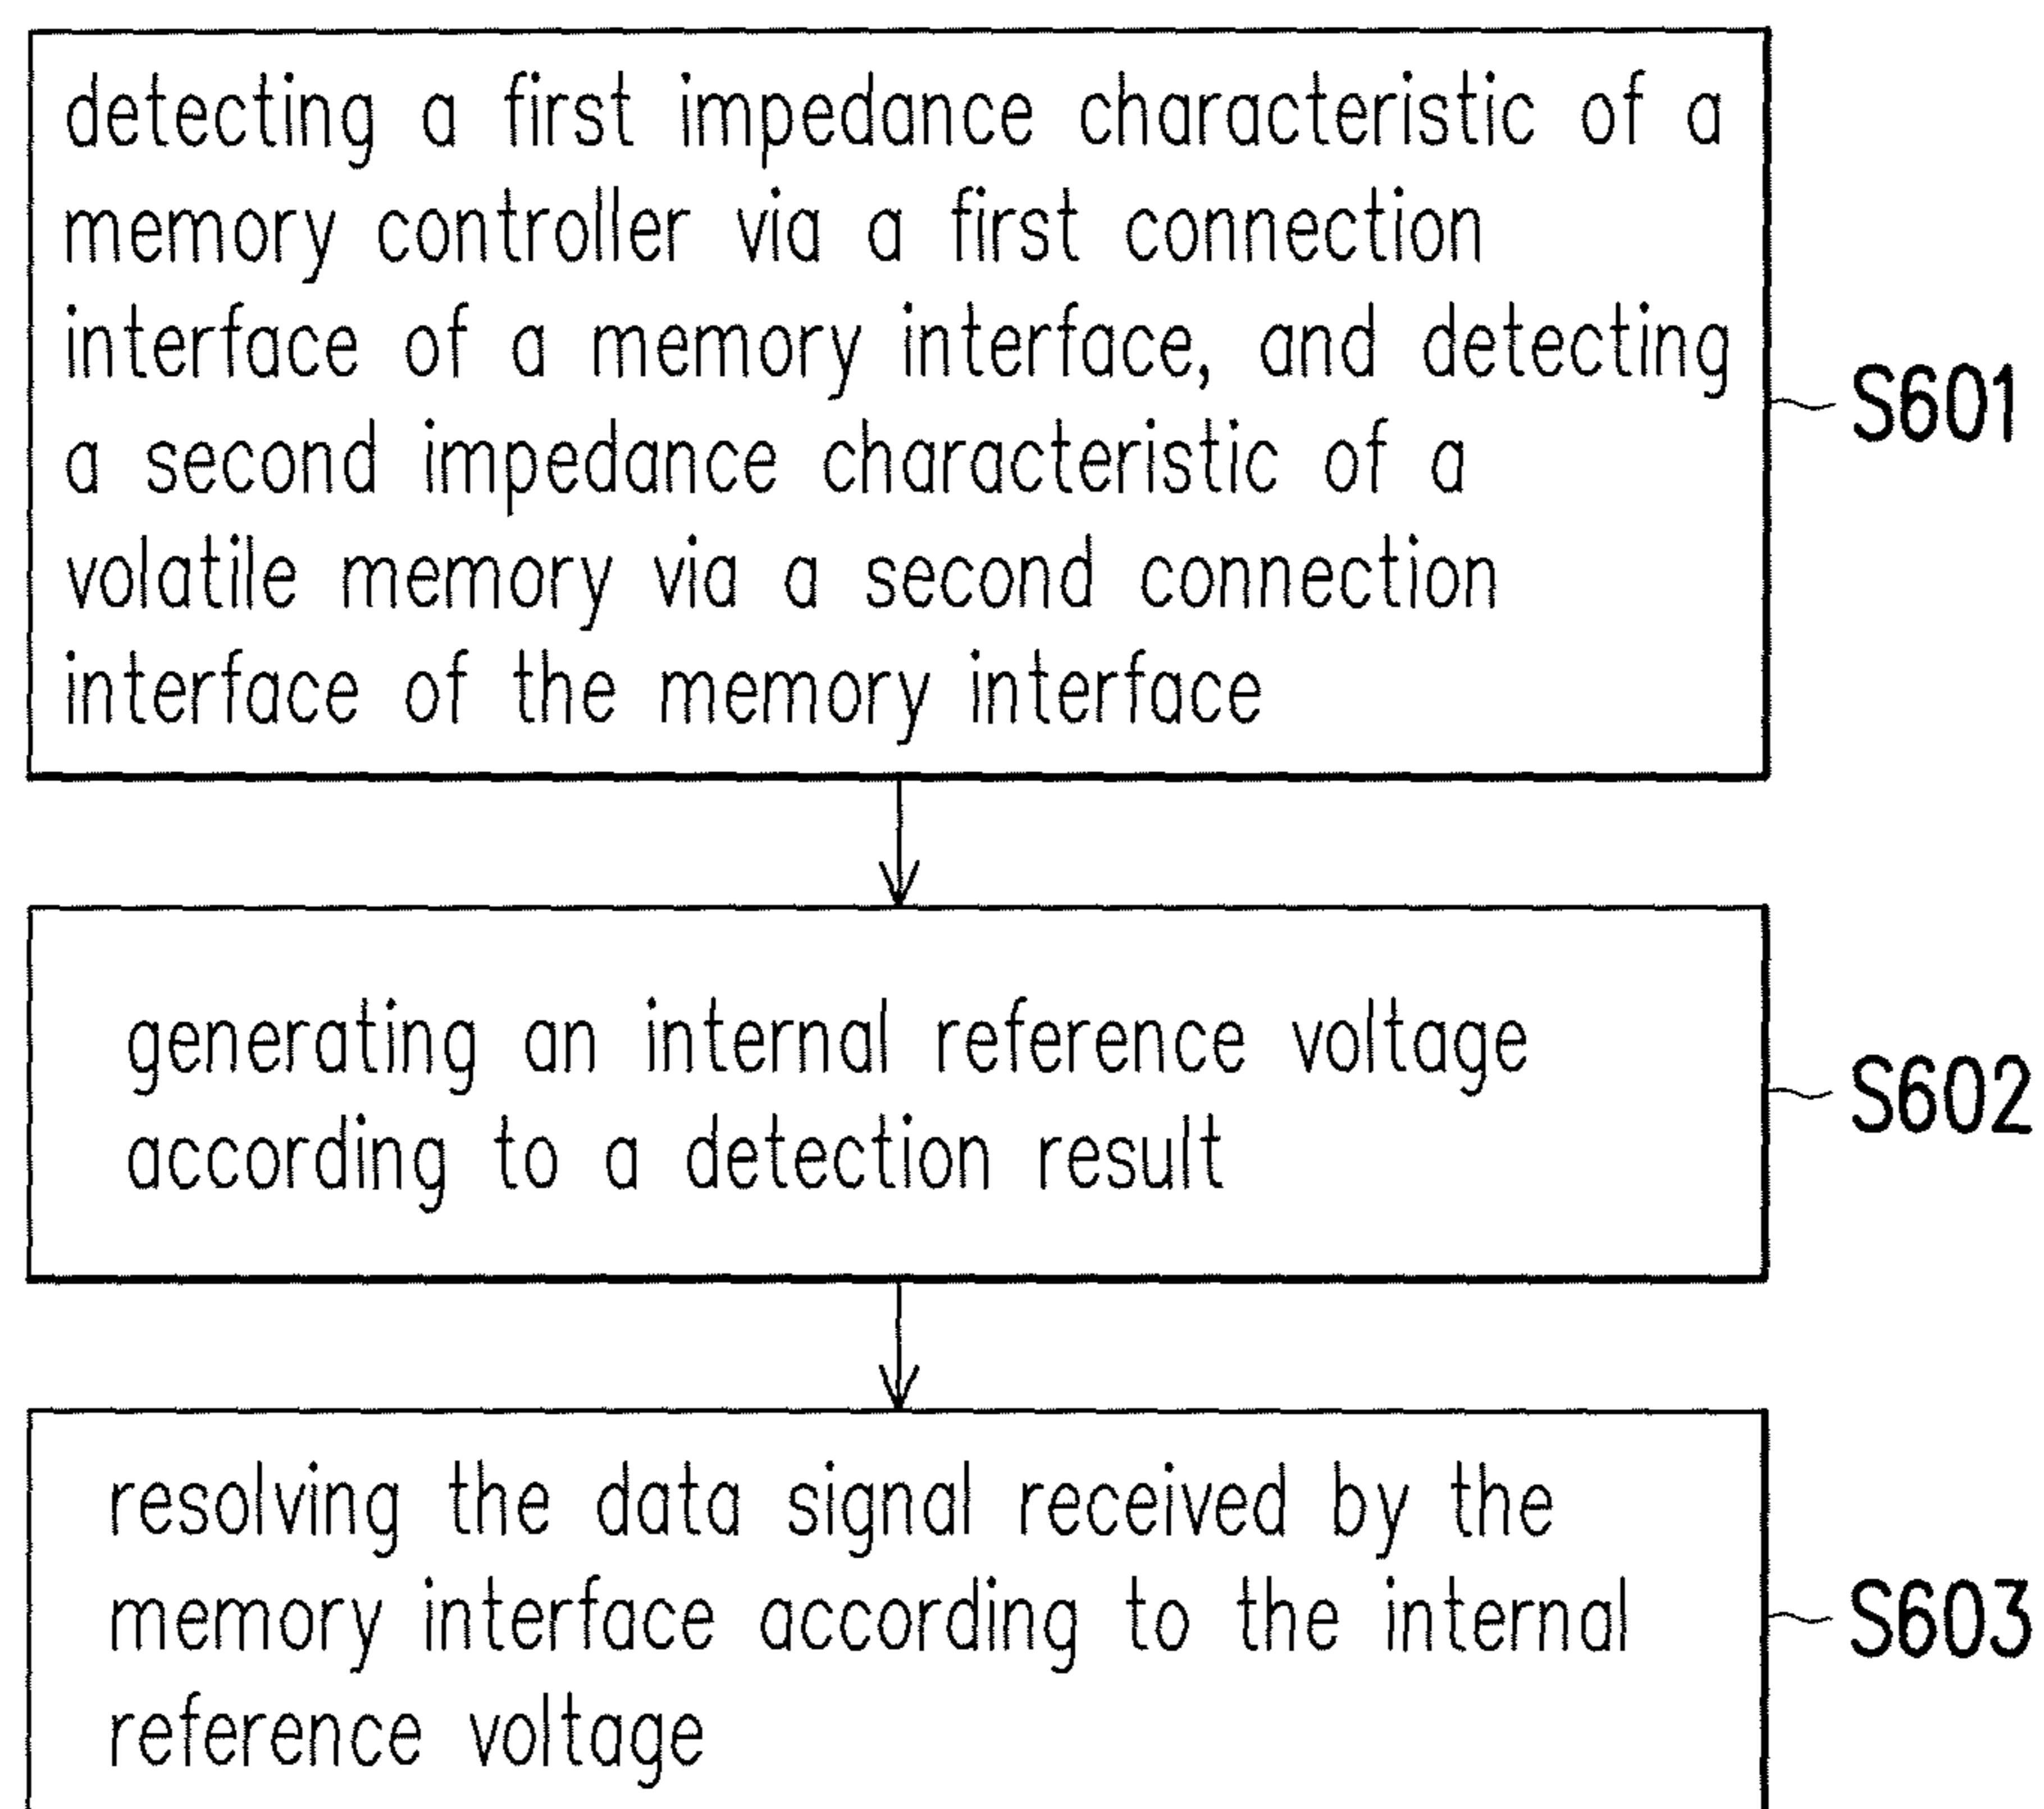 detecting a first impedance characteristic of a
memory controller via a first connection
interface of a memory interface, and detecting
a second impedance characteristic of a
volatile memory via a second connection
interface of the memory interface
S601
generating an internal reference voltage
according to a detection result
S602
resolving the data signal received by the
memory interface according to the internal
reference voltage
S603